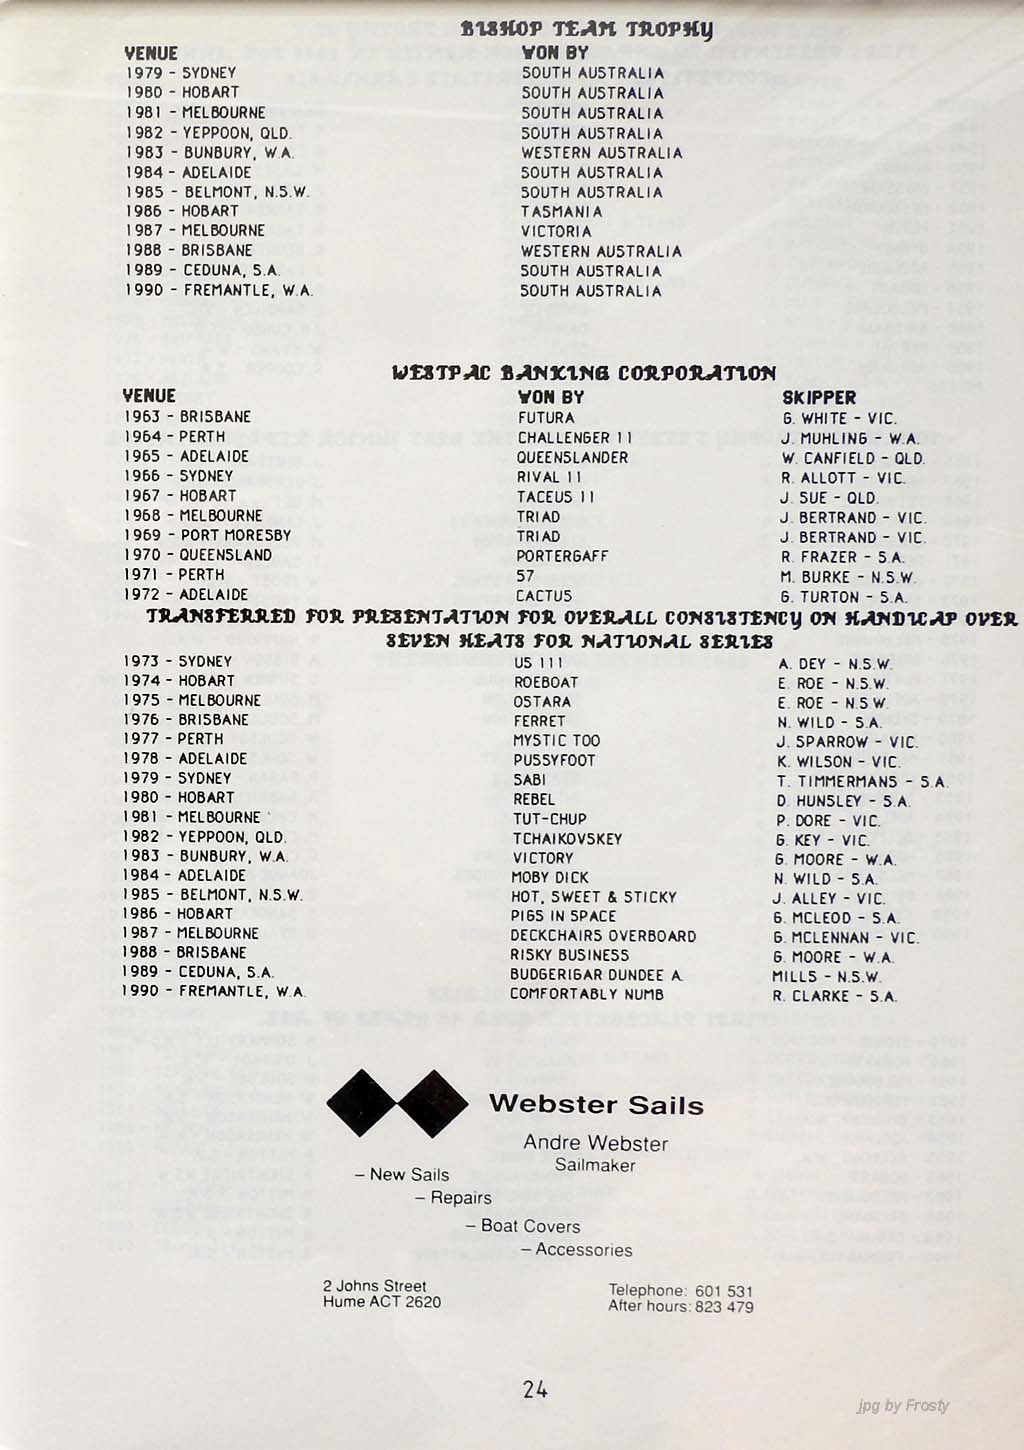 BISHOP TEAM TROPHY
VENUE WON BY
1979 - SYDNEY SOUTH AUSTRALIA
1980 - HOBART SOUTH AUSTRALIA
1981 - MELBOURNE SOUTH AUSTRALIA
1982 - YEPPOON, QLD. SOUTH AUSTRALIA
1983 - BUNBURY, W.A. WESTERN AUSTRALIA
1984 - ADELAIDE SOUTH AUSTRALIA
1985 - BELMONT, N.S.W. SOUTH AUSTRALIA
1986 - HOBART TASMANIA
1987 - MELBOURNE VICTORIA
1988 - BRISBANE WESTERN AUSTRALIA
1989 - CEDUNA, S.A. SOUTH AUSTRALIA
1990 - FREMANTLE, W.A. SOUTH AUSTRALIA
WESTPAC BANKING CORPORATION
VENUE WON BY SKIPPER
1963 - BRISBANE FUTURA G. WHITE - VIC.
1964 - PERTH CHALLENGER 11 J. MUHLING - W.A.
1965 - ADELAIDE QUEENSLANDER W. CANFIELD - QLD.
1966 - SYDNEY RIVAL 11 R. ALLOTT - VIC.
1967 - HOBART TACEUS 11 J. SUE - QLD.
1968 - MELBOURNE TRIAD J. BERTRAND - VIC.
1969 - PORT MORESBY TRIAD J. BERTRAND - VIC.
1970 - QUEENSLAND PORTERGAFF R. FRAZER - S.A.
1971 - PERTH 57 M. BURKE - N.S.W.
1972 - ADELAIDE CACTUS G. TURTON - S.A.
TRANSFERRED FOR PRESENTATION FOR OVERALL CONSISTENCY ON HANDICAP OVER
SEVEN HEATS FOR NATIONAL SERIES
1973 - SYDNEY US 111 A. DEY - N.S.W.
1974 - HOBART ROEBOAT E. ROE - N.S.W.
1975 - MELBOURNE OSTARA E. ROE - N.S.W.
1976 - BRISBANE FERRET N. WILD - S.A.
1977 - PERTH MYSTIC TOO J. SPARROW - VIC.
1978 - ADELAIDE PUSSYFOOT K. WILSON - VIC.
1979 - SYDNEY SABI T. TIMMERMANS - S.A.
1980 - HOBART REBEL D. HUNSLEY - S.A.
1981 - MELBOURNE TUT-CHUP P. DORE - VIC.
1982 - YEPPOON, QLD. TCHAIKOVSKEY G. KEY - VIC.
1983 - BUNBURY, W.A. VICTORY G. MOORE - W.A.
1984 - ADELAIDE MOBY DICK N. WILD - S.A.
1985 - BELMONT, N.S.W. HOT, SWEET & STICKY J. ALLEY - VIC.
1986 - HOBART PIGS IN SPACE G. MCLEOD - S.A.
1987 - MELBOURNE DECKCHAIRS OVERBOARD G. MCLENNAN - VIC.
1988 - BRISBANE RISKY BUSINESS G. MOORE - W.A.
1989 - CEDUNA, S.A. BUDGERIGAR DUNDEE A. MILLS - N.S.W.
1990 - FREMANTLE, W.A. COMFORTABLY NUMB R. CLARKE - S.A.
Webster Sails
Andre Webster
Sailmaker
- New Sails
- Repairs
- Boat Covers
- Accessories
2 Johns Street Telephone: 601 531
Hume ACT 2620 After hours: 823 479
24
jpg by Frosty